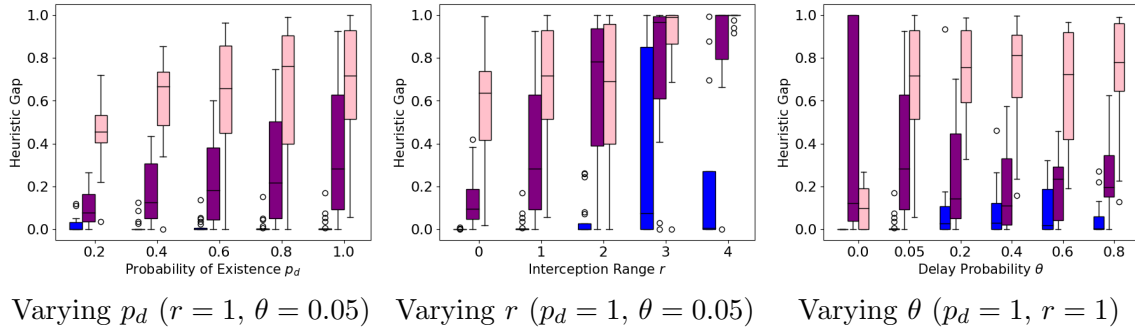 Heuristic Gap
1.0
0.8
0.6
0.4
0.2
0.0
0.2 0.4 0.6 0.8 1.0
Probability of Existence p_d
Varying p_d (r = 1, θ = 0.05)
Heuristic Gap
1.0
0.8
0.6
0.4
0.2
0.0
0 1 2 3 4
Interception Range r
Varying r (p_d = 1, θ = 0.05)
Heuristic Gap
1.0
0.8
0.6
0.4
0.2
0.0
0.0 0.05 0.2 0.4 0.6 0.8
Delay Probability θ
Varying θ (p_d = 1, r = 1)